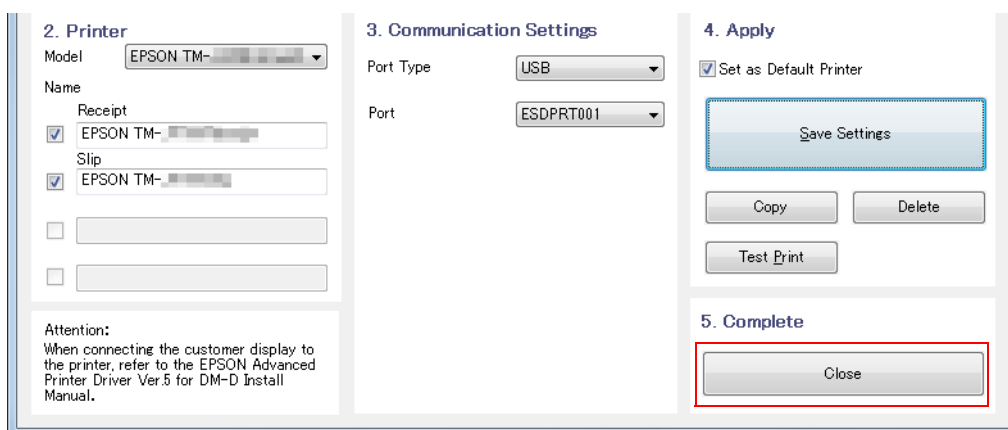 2. Printer
Model
EPSON TM-
Name
Receipt
EPSON TM-
Slip
EPSON TM-
Attention:
When connecting the customer display to
the printer, refer to the EPSON Advanced
Printer Driver Ver.5 for DM-D Install
Manual.
3. Communication Settings
Port Type
USB
Port
ESDPRT001
4. Apply
Set as Default Printer
Save Settings
Copy
Delete
Test Print
5. Complete
Close